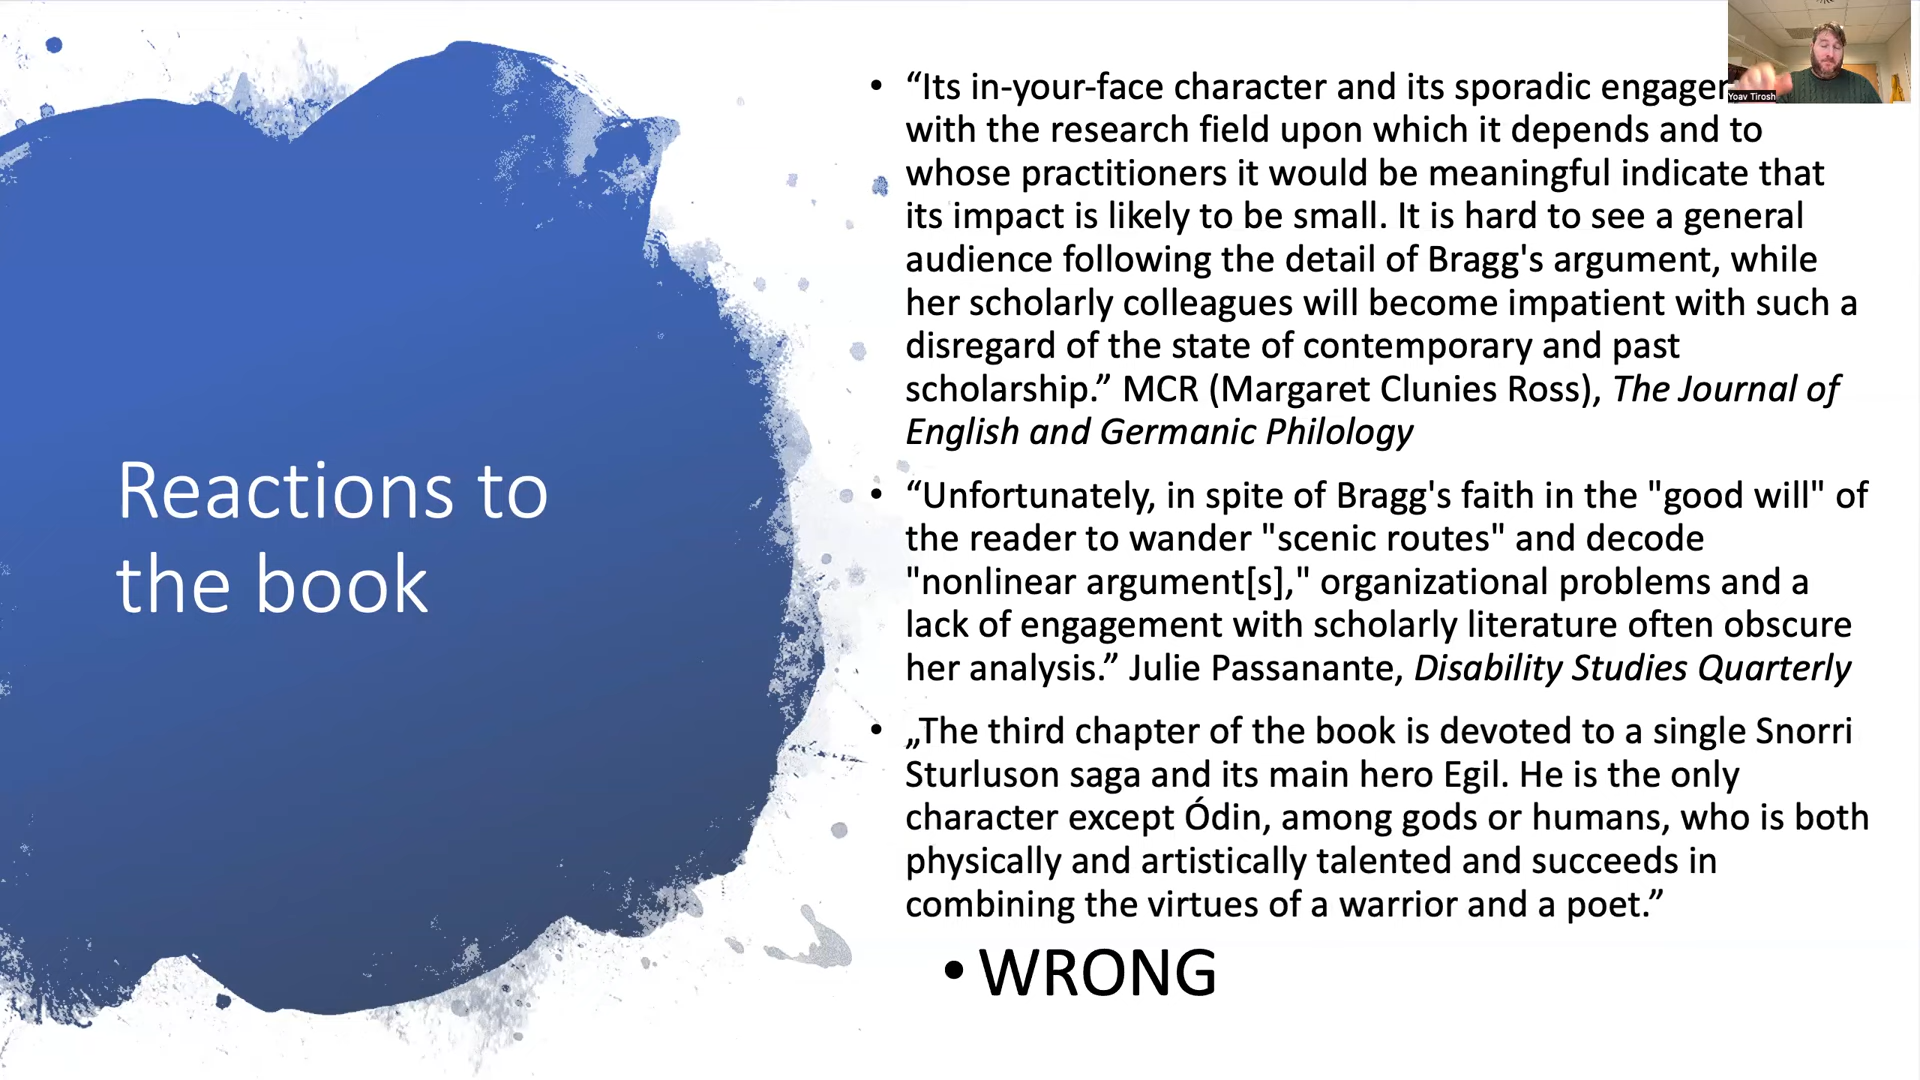 Reactions to
the book
• “Its in-your-face character and its sporadic engager
with the research field upon which it depends and to
whose practitioners it would be meaningful indicate that
its impact is likely to be small. It is hard to see a general
audience following the detail of Bragg's argument, while
her scholarly colleagues will become impatient with such a
disregard of the state of contemporary and past
scholarship.” MCR (Margaret Clunies Ross), The Journal of
English and Germanic Philology
• “Unfortunately, in spite of Bragg's faith in the "good will" of
the reader to wander "scenic routes" and decode
"nonlinear argument[s]," organizational problems and a
lack of engagement with scholarly literature often obscure
her analysis.” Julie Passanante, Disability Studies Quarterly
• „The third chapter of the book is devoted to a single Snorri
Sturluson saga and its main hero Egil. He is the only
character except Ódin, among gods or humans, who is both
physically and artistically talented and succeeds in
combining the virtues of a warrior and a poet.”
• WRONG
Yoav Tirosh